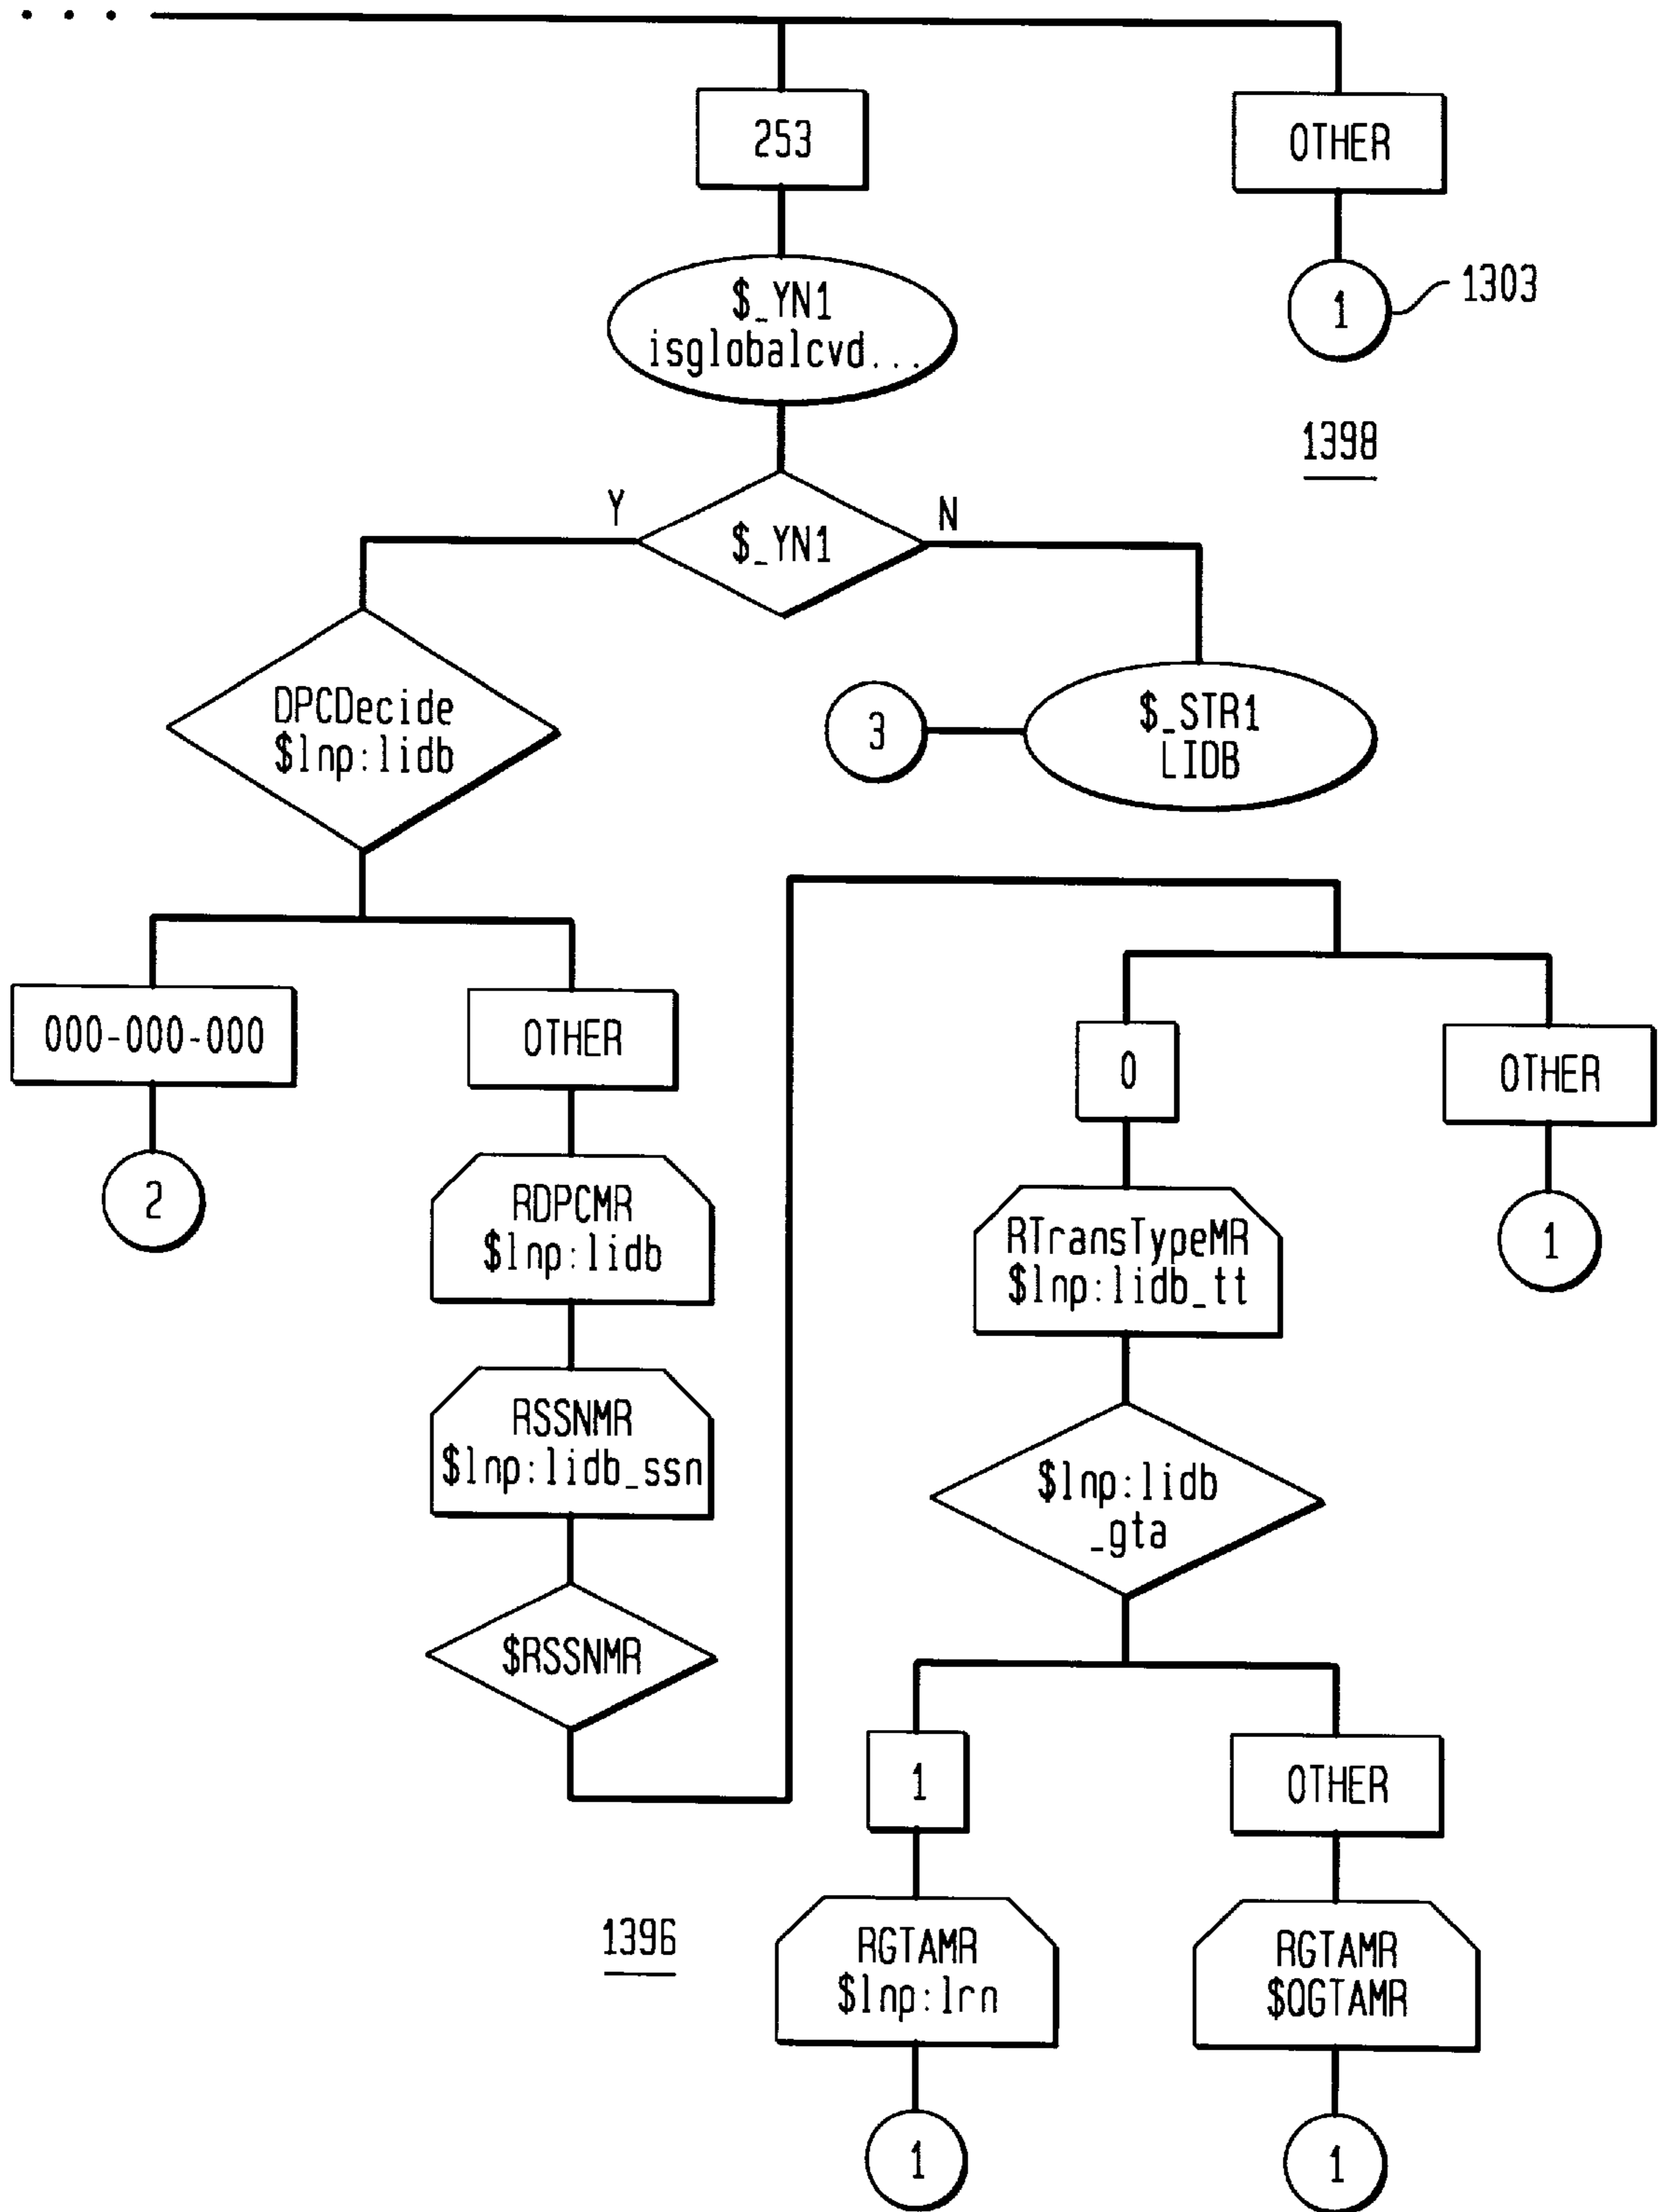 . . .
253
OTHER
$_YN1
isglobalcvd...
1
1303
1398
Y
N
$_YN1
DPCDecide
$lnp:lidb
3
$_STR1
LIDB
000-000-000
OTHER
0
OTHER
2
RDPCMR
$lnp:lidb
RTransTypeMR
$lnp:lidb_tt
1
RSSNMR
$lnp:lidb_ssn
$lnp:lidb
_gta
$RSSNMR
1
OTHER
1396
RGTAMR
$lnp:lrn
RGTAMR
$QGTAMR
1
1